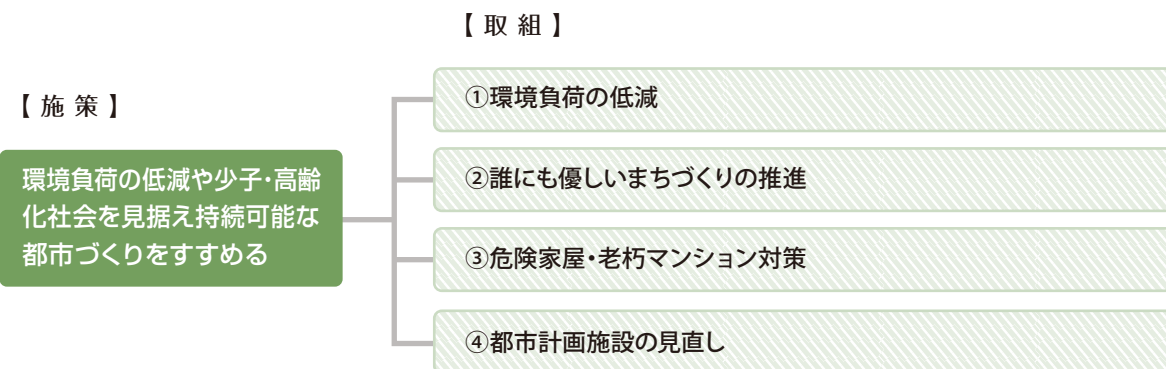 【取組】
【施策】
環境負荷の低減や少子・高齢
化社会を見据え持続可能な
都市づくりをすすめる
①環境負荷の低減
②誰にも優しいまちづくりの推進
③危険家屋・老朽マンション対策
④都市計画施設の見直し